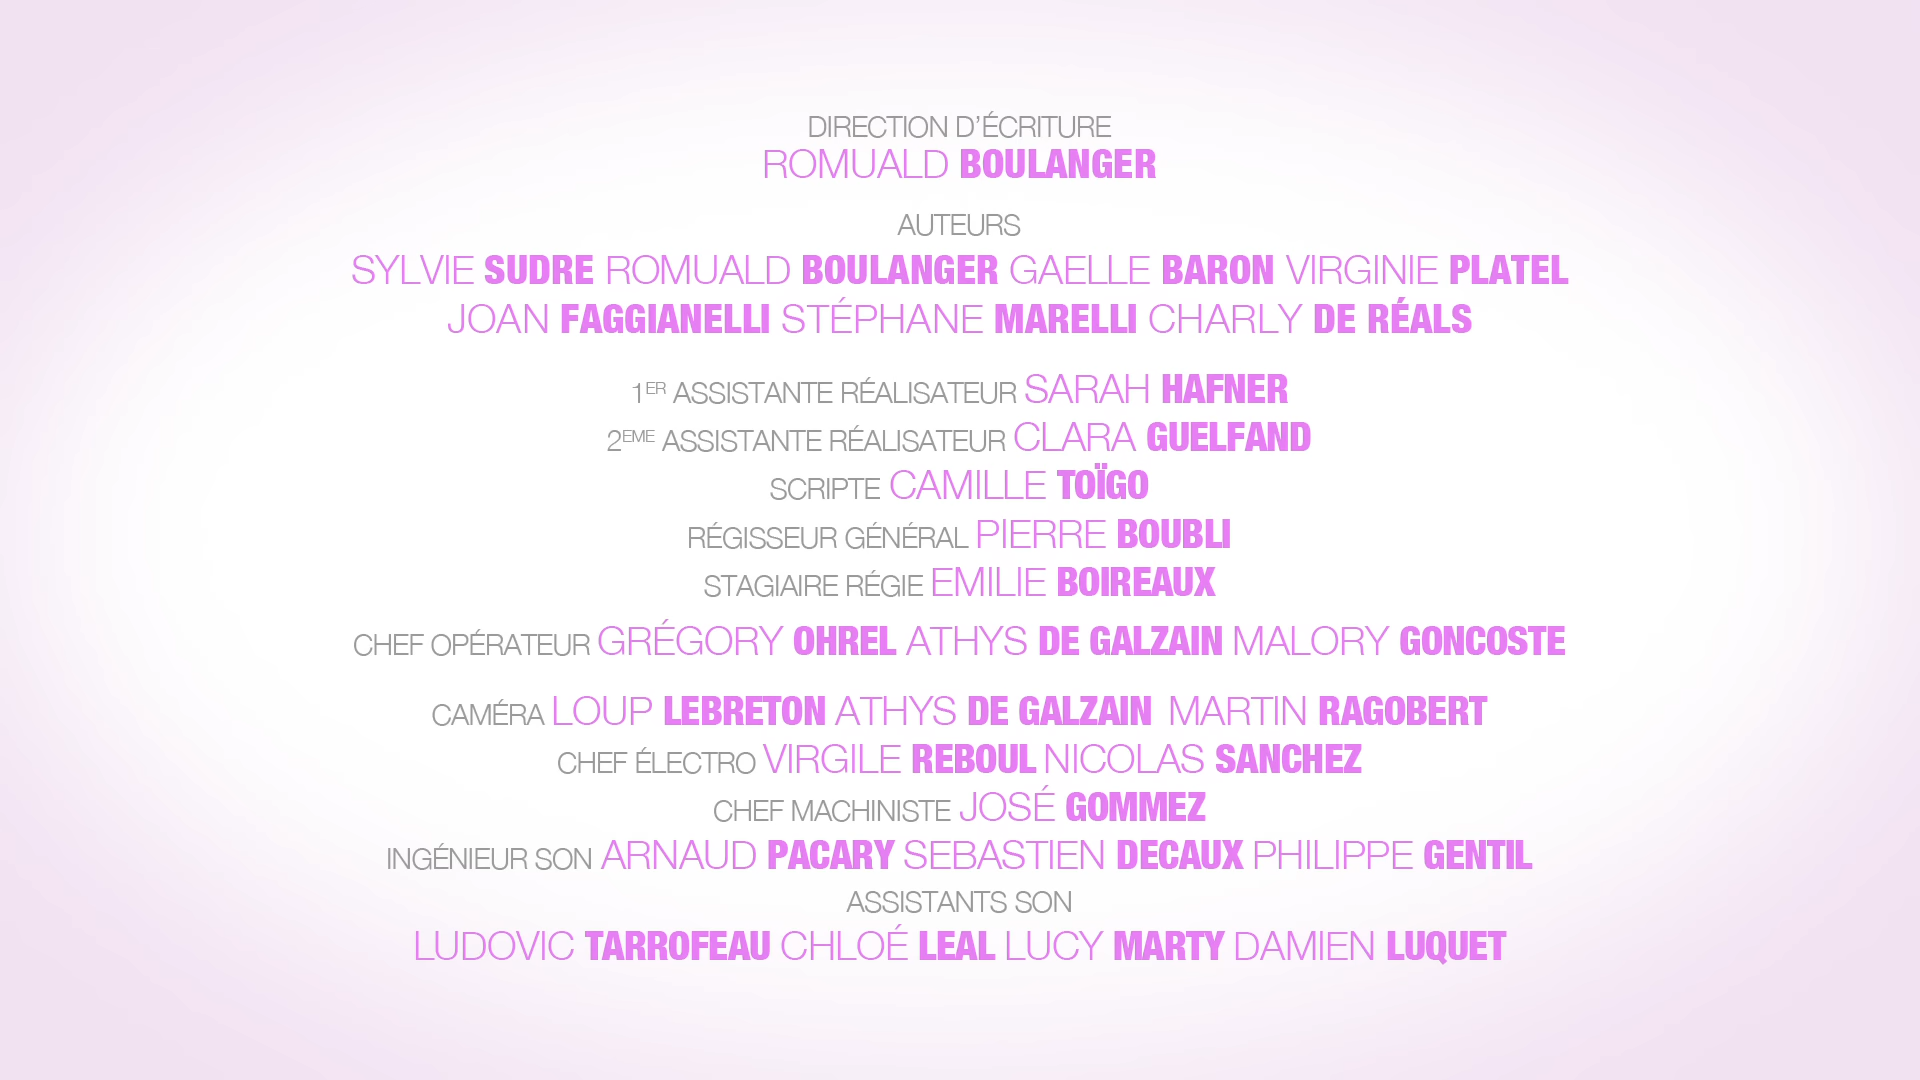 DIRECTION D’ÉCRITURE
ROMUALD BOULANGER
AUTEURS
SYLVIE SUDRE ROMUALD BOULANGER GAELLE BARON VIRGINIE PLATEL
JOAN FAGGIANELLI STÉPHANE MARELLI CHARLY DE RÉALS
1ER ASSISTANTE RÉALISATEUR SARAH HAFNER
2EME ASSISTANTE RÉALISATEUR CLARA GUELFAND
SCRIPTE CAMILLE TOÏGO
RÉGISSEUR GÉNÉRAL PIERRE BOUBLI
STAGIAIRE RÉGIE EMILIE BOIREAUX
CHEF OPÉRATEUR GRÉGORY OHREL ATHYS DE GALZAIN MALORY GONCOSTE
CAMÉRA LOUP LEBRETON ATHYS DE GALZAIN MARTIN RAGOBERT
CHEF ÉLECTRO VIRGILE REBOUL NICOLAS SANCHEZ
CHEF MACHINISTE JOSÉ GOMMEZ
INGÉNIEUR SON ARNAUD PACARY SEBASTIEN DECAUX PHILIPPE GENTIL
ASSISTANTS SON
LUDOVIC TARROFEAU CHLOÉ LEAL LUCY MARTY DAMIEN LUQUET